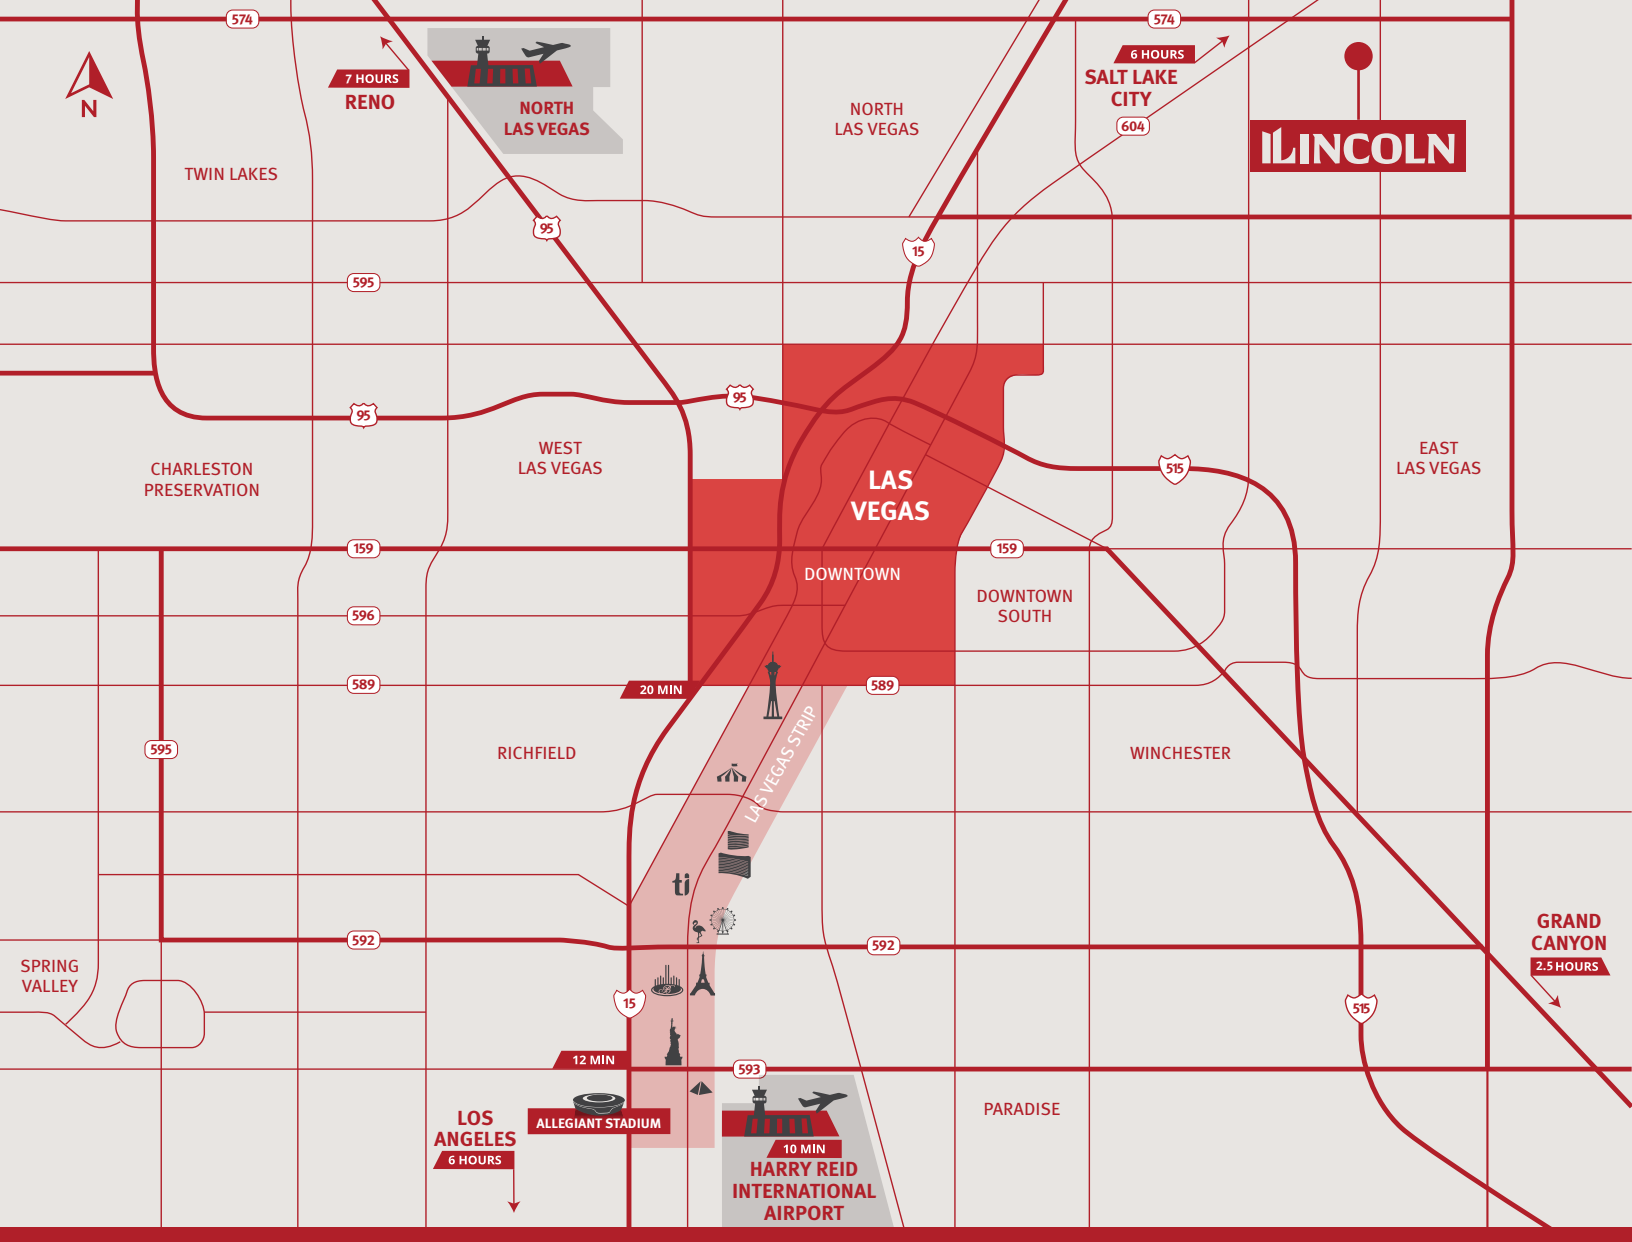 574
574
7 HOURS
RENO
6 HOURS
SALT LAKE
CITY
604
N
NORTH
LAS VEGAS
NORTH
LAS VEGAS
LINCOLN
TWIN LAKES
95
15
595
95
95
WEST
LAS VEGAS
EAST
LAS VEGAS
CHARLESTON
PRESERVATION
515
LAS
VEGAS
159
159
DOWNTOWN
DOWNTOWN
SOUTH
596
589
20 MIN
589
LAS VEGAS STRIP
595
RICHFIELD
WINCHESTER
ti
592
592
GRAND
CANYON
2.5 HOURS
SPRING
VALLEY
15
515
12 MIN
593
ALLEGIANT STADIUM
PARADISE
LOS
ANGELES
6 HOURS
10 MIN
HARRY REID
INTERNATIONAL
AIRPORT